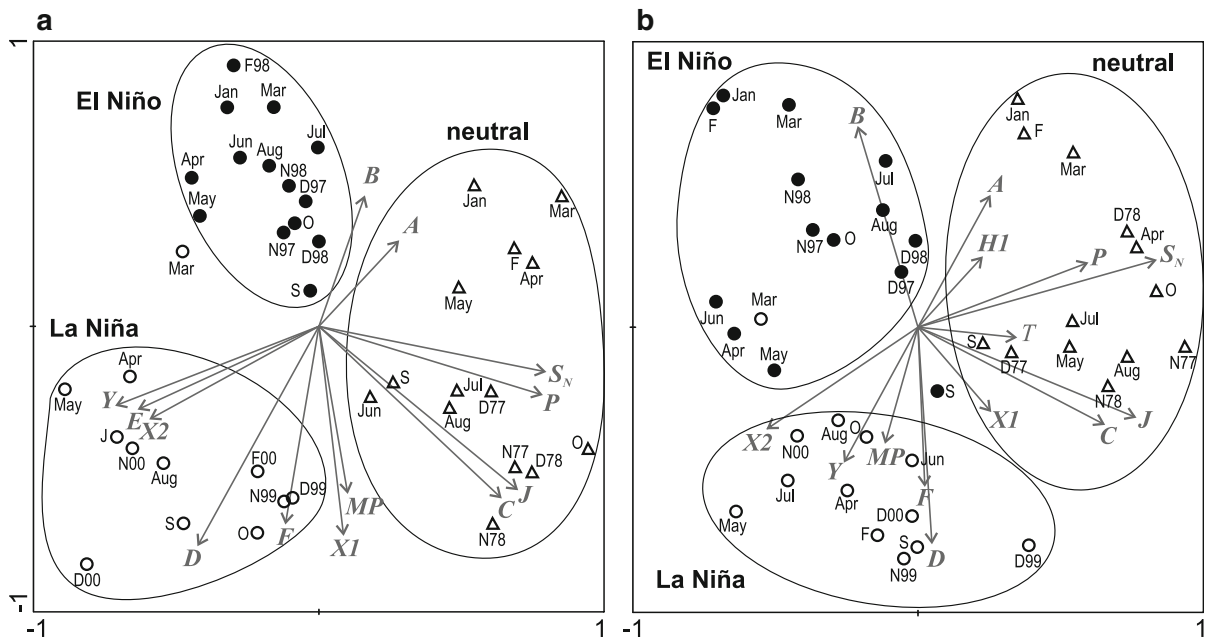 a
1
-1
-1
1
El Niño
neutral
La Niña
F98
Jan
Mar
Jul
Jun
Aug
Apr
N98
D97
May
O
N97
D98
Mar
S
B
A
Jan
Mar
F
Apr
May
S_N
P
S
Jul
D77
Jun
Aug
N77
D78
O
J
C
N78
Apr
May
Y
E
X2
J
N00
Aug
F00
N99
D99
MP
S
O
F
X1
D
D00
b
-1
1
El Niño
neutral
La Niña
Jan
F
Mar
B
Jul
N98
Aug
N97
O
D98
D97
Mar
Jun
Apr
May
S
Jan
F
Mar
A
D78
Apr
H1
P
S_N
O
Jul
T
S
D77
May
Aug
N77
N78
X1
C
J
X2
Aug
O
N00
MP
Y
Jun
Jul
Apr
F
May
D00
F
S
D
N99
D99